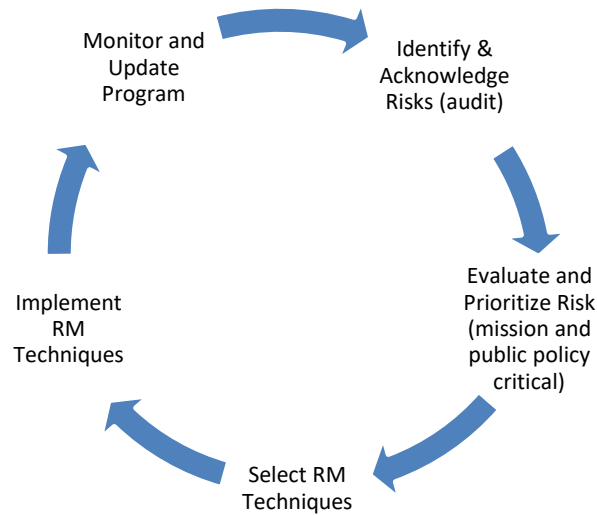 Monitor and
Update
Program
Identify &
Acknowledge
Risks (audit)
Evaluate and
Prioritize Risk
(mission and
public policy
critical)
Select RM
Techniques
Implement
RM
Techniques